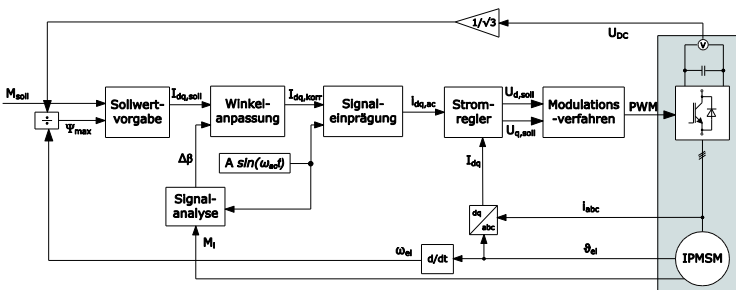 1/√3
U_DC
V
M_soll
÷
Ψ_max
Sollwert-
vorgabe
I_dq,soll
Winkel-
anpassung
I_dq,korr
Signal-
einprägung
i_dq,ac
Strom-
regler
U_d,soll
U_q,soll
Modulations
-verfahren
PWM
Δβ
A sin(ω_ac t)
I_dq
Signal-
analyse
M_I
dq
abc
i_abc
ω_el
d/dt
ϑ_el
IPMSM